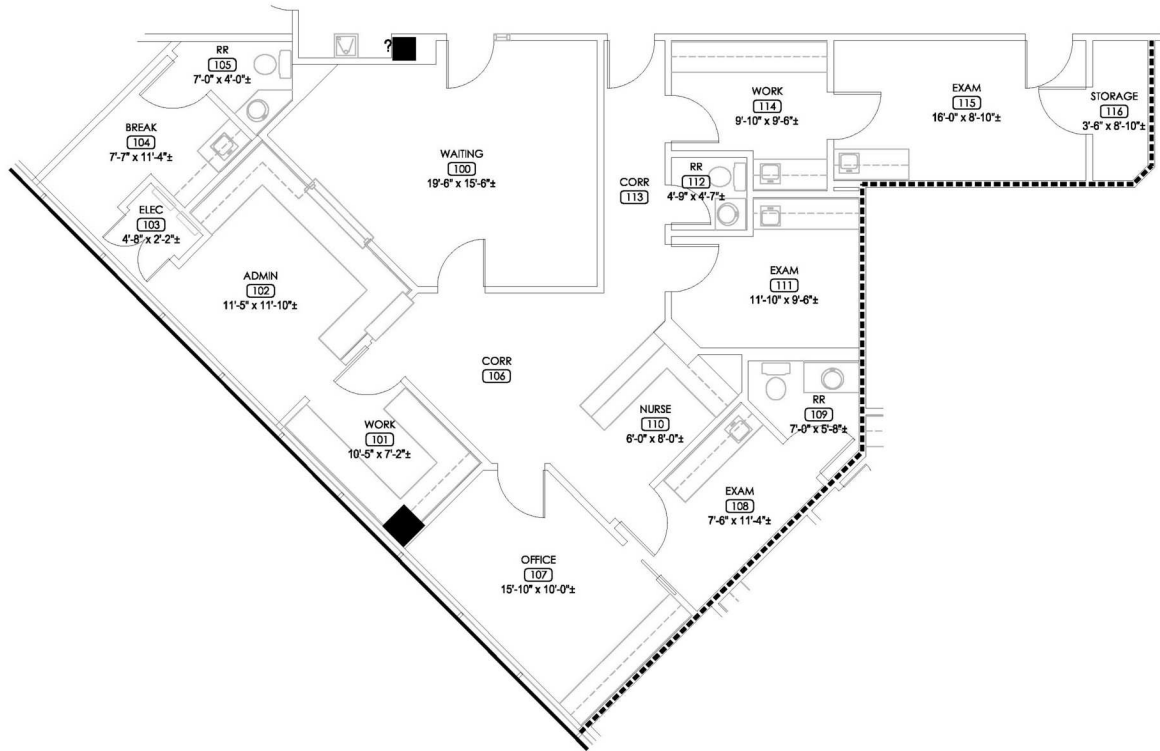 ?
RR
105
7'-0" x 4'-0"±
BREAK
104
7'-7" x 11'-4"±
ELEC
103
4'-8" x 2'-2"±
WAITING
100
19'-6" x 15'-6"±
ADMIN
102
11'-5" x 11'-10"±
CORR
113
WORK
114
9'-10" x 9'-6"±
EXAM
115
16'-0" x 8'-10"±
STORAGE
116
3'-6" x 8'-10"±
RR
112
4'-9" x 4'-7"±
EXAM
111
11'-10" x 9'-6"±
CORR
106
WORK
101
10'-5" x 7'-2"±
NURSE
110
6'-0" x 8'-0"±
RR
109
7'-0" x 5'-8"±
EXAM
108
7'-6" x 11'-4"±
OFFICE
107
15'-10" x 10'-0"±